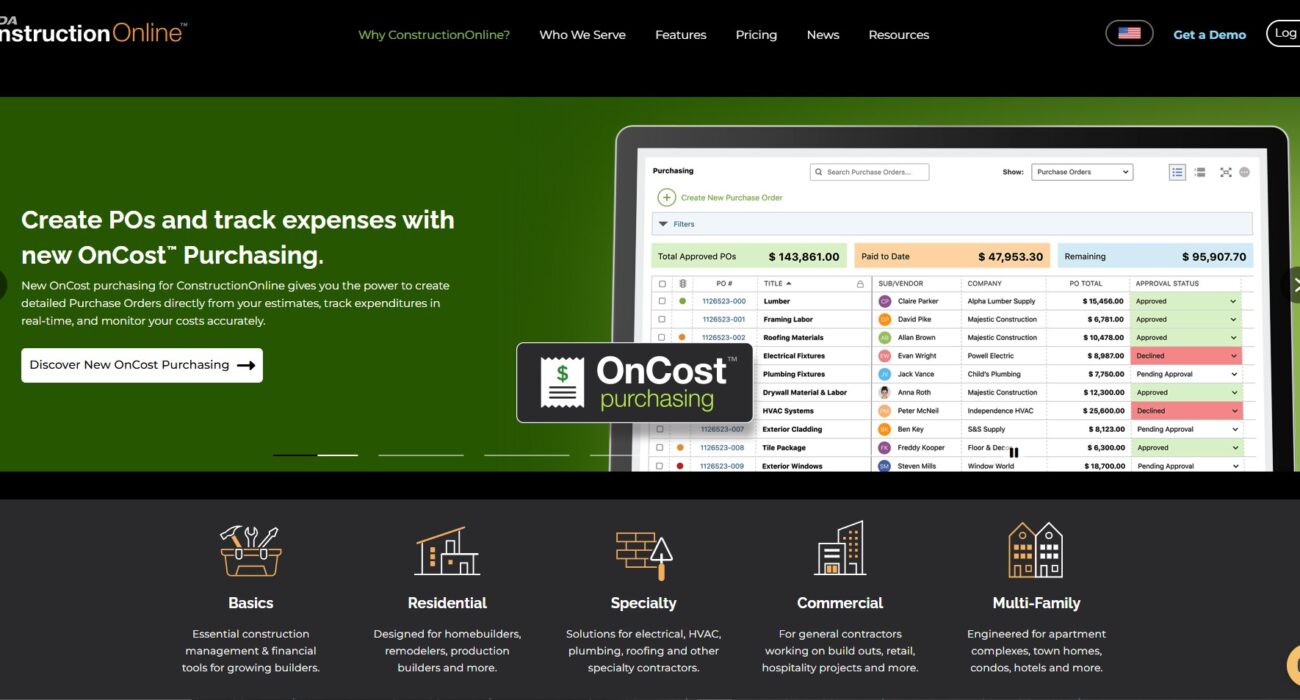 DA
nstructionOnline™
Why ConstructionOnline?
Who We Serve
Features
Pricing
News
Resources
Get a Demo
Log
Create POs and track expenses with
new OnCost™ Purchasing.
New OnCost purchasing for ConstructionOnline gives you the power to create
detailed Purchase Orders directly from your estimates, track expenditures in
real-time, and monitor your costs accurately.
Discover New OnCost Purchasing
OnCost™
purchasing
Purchasing
Search Purchase Orders...
Show:
Purchase Orders
Create New Purchase Order
Filters
Total Approved POs $ 143,861.00
Paid to Date $ 47,953.30
Remaining $ 95,907.70
PO # TITLE SUB/VENDOR COMPANY PO TOTAL APPROVAL STATUS
1126523-000 Lumber CP Claire Parker Alpha Lumber Supply $ 15,456.00 Approved
1126523-001 Framing Labor DP David Pike Majestic Construction $ 6,781.00 Approved
1126523-002 Roofing Materials AB Allan Brown Majestic Construction $ 10,478.00 Approved
Electrical Fixtures EW Evan Wright Powell Electric $ 8,987.00 Declined
Plumbing Fixtures JV Jack Vance Child's Plumbing $ 7,750.00 Pending Approval
Drywall Material & Labor Anna Roth Majestic Construction $ 12,300.00 Approved
HVAC Systems PM Peter McNeil Independence HVAC $ 25,600.00 Declined
1126523-007 Exterior Cladding BK Ben Key S&S Supply $ 8,123.00 Pending Approval
1126523-008 Tile Package FK Freddy Kooper Floor & Deco $ 6,300.00 Approved
1126523-009 Exterior Windows SM Steven Mills Window World $ 18,700.00 Pending Approval
Basics
Essential construction
management & financial
tools for growing builders.
Residential
Designed for homebuilders,
remodelers, production
builders and more.
Specialty
Solutions for electrical, HVAC,
plumbing, roofing and other
specialty contractors.
Commercial
For general contractors
working on build outs, retail,
hospitality projects and more.
Multi-Family
Engineered for apartment
complexes, town homes,
condos, hotels and more.